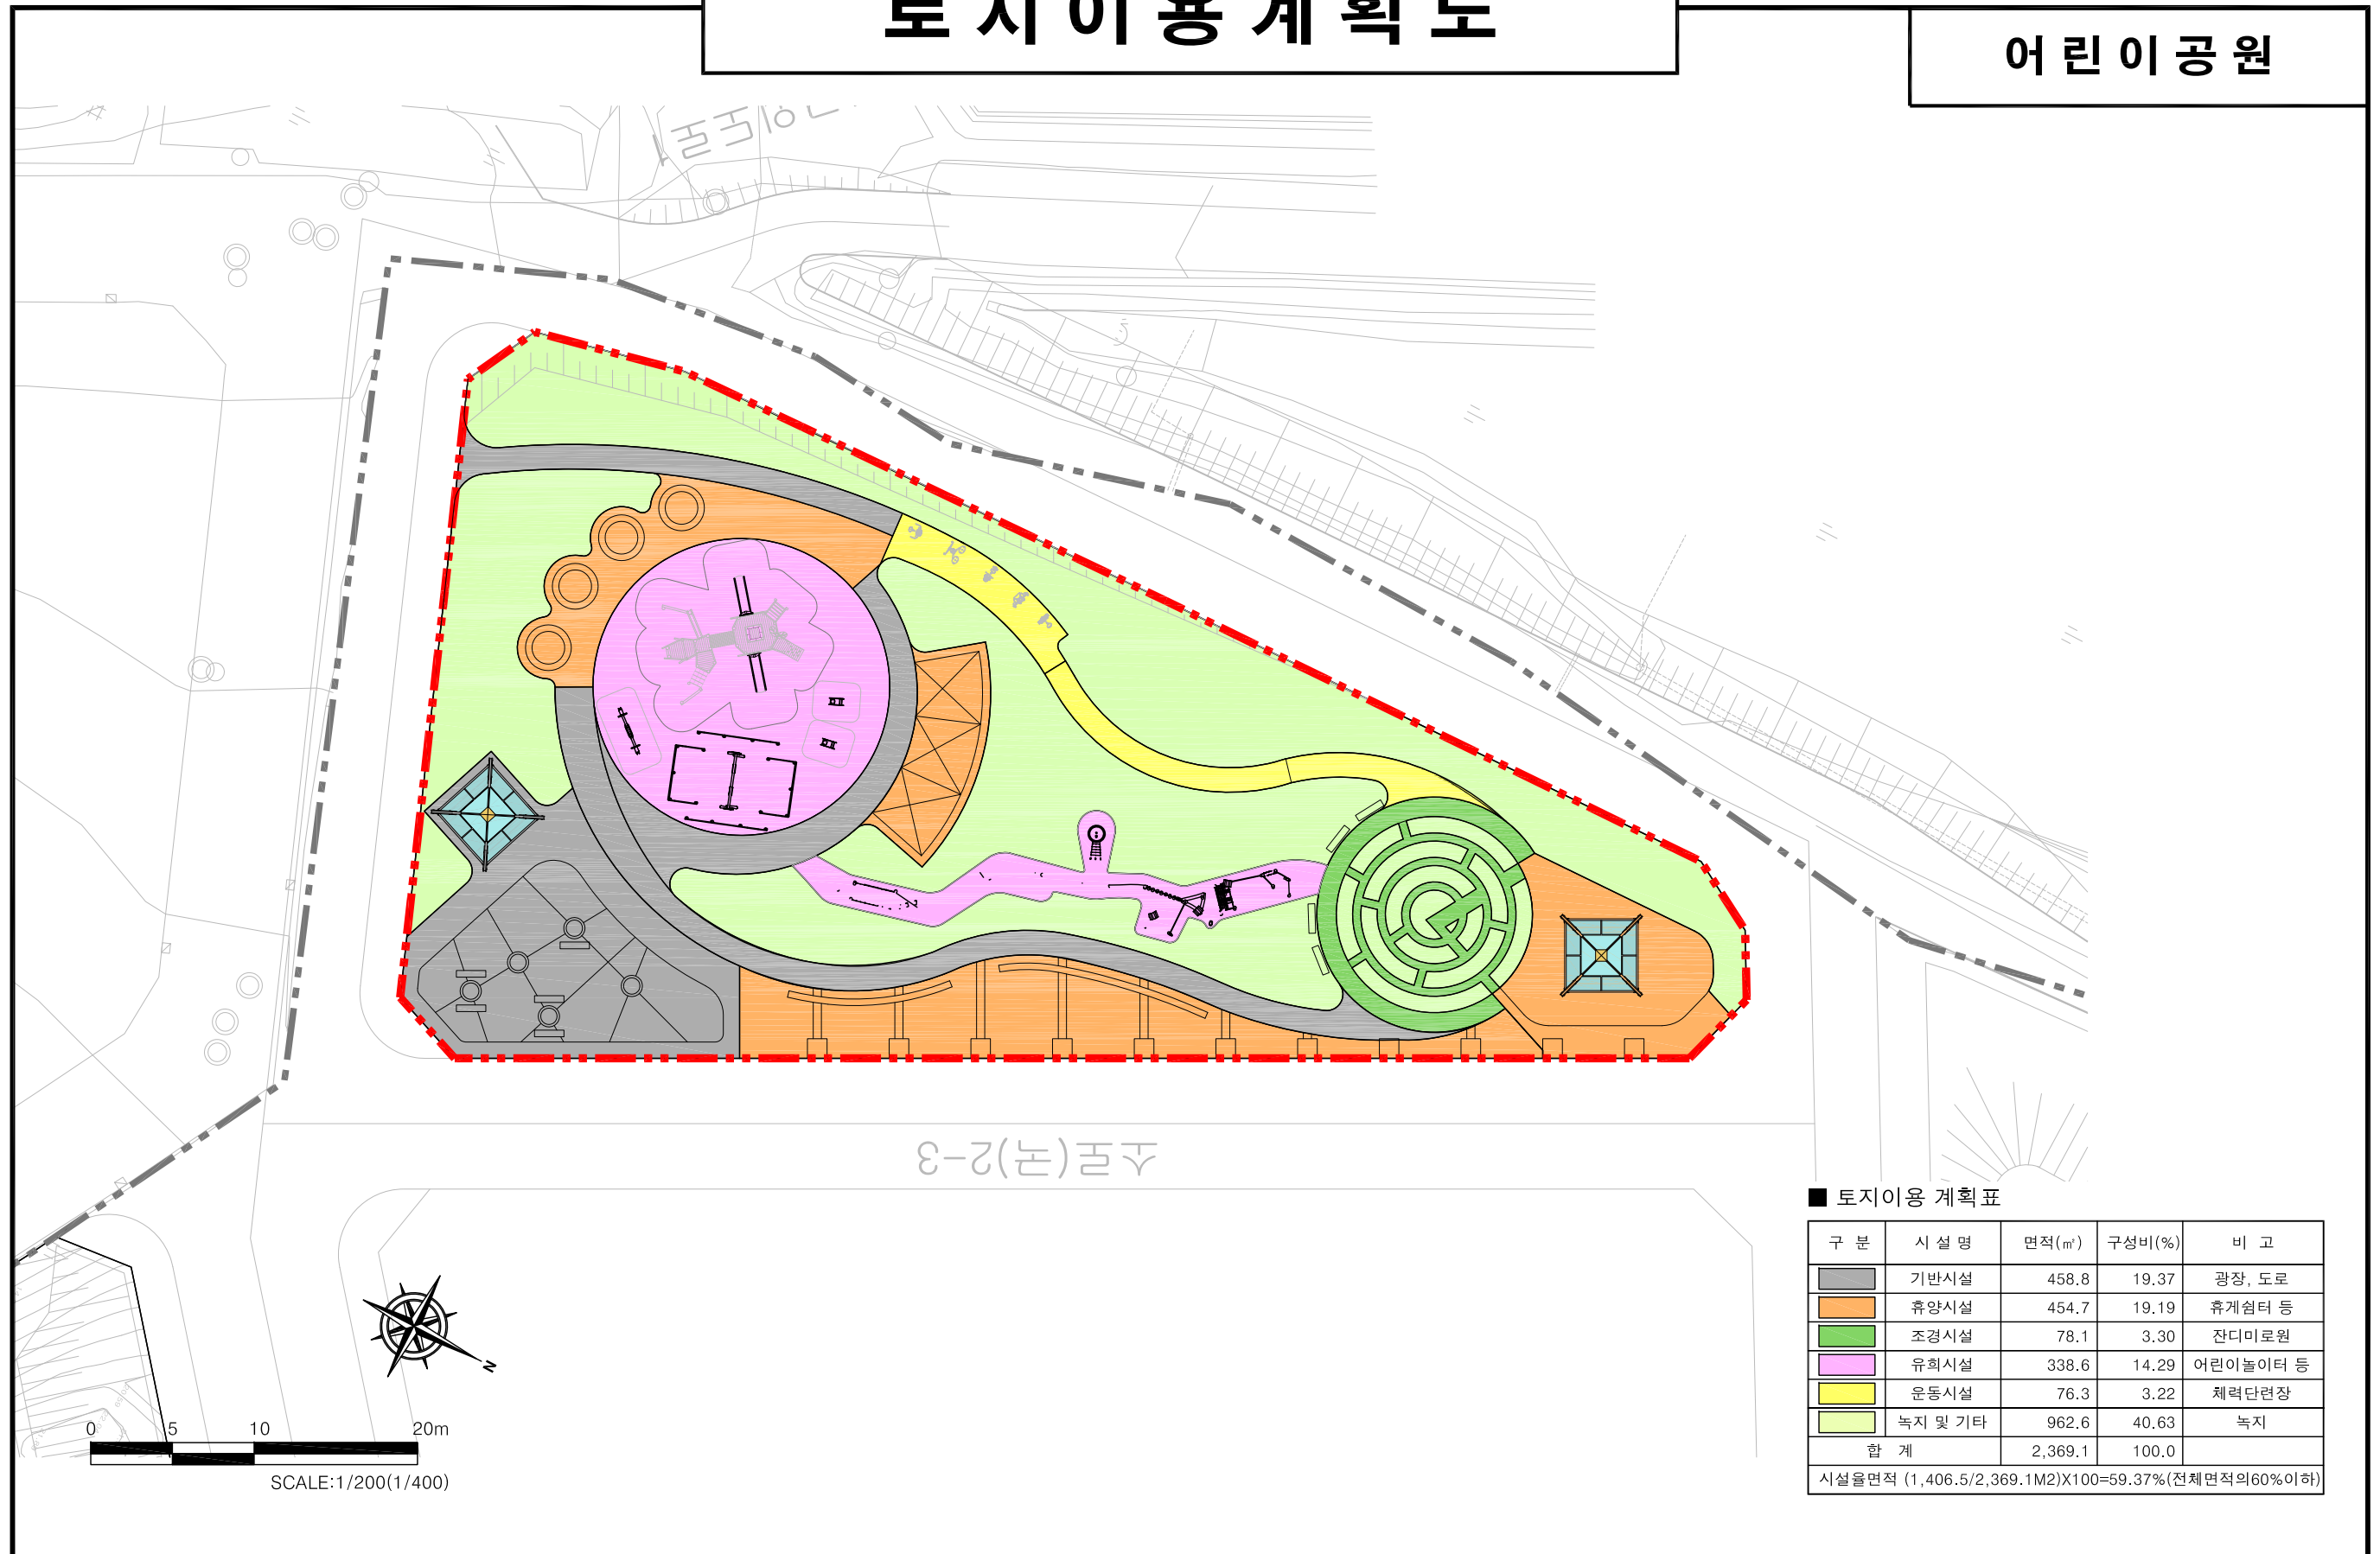 토지이용계획도
어린이공원
소로(국)2-3
N
0 5 10 20m
SCALE:1/200(1/400)
■ 토지이용 계획표
구 분 시 설 명 면적(㎡) 구성비(%) 비 고
기반시설 458.8 19.37 광장, 도로
휴양시설 454.7 19.19 휴게쉼터 등
조경시설 78.1 3.30 잔디미로원
유희시설 338.6 14.29 어린이놀이터 등
운동시설 76.3 3.22 체력단련장
녹지 및 기타 962.6 40.63 녹지
합 계 2,369.1 100.0
시설율면적 (1,406.5/2,369.1M2)X100=59.37%(전체면적의60%이하)